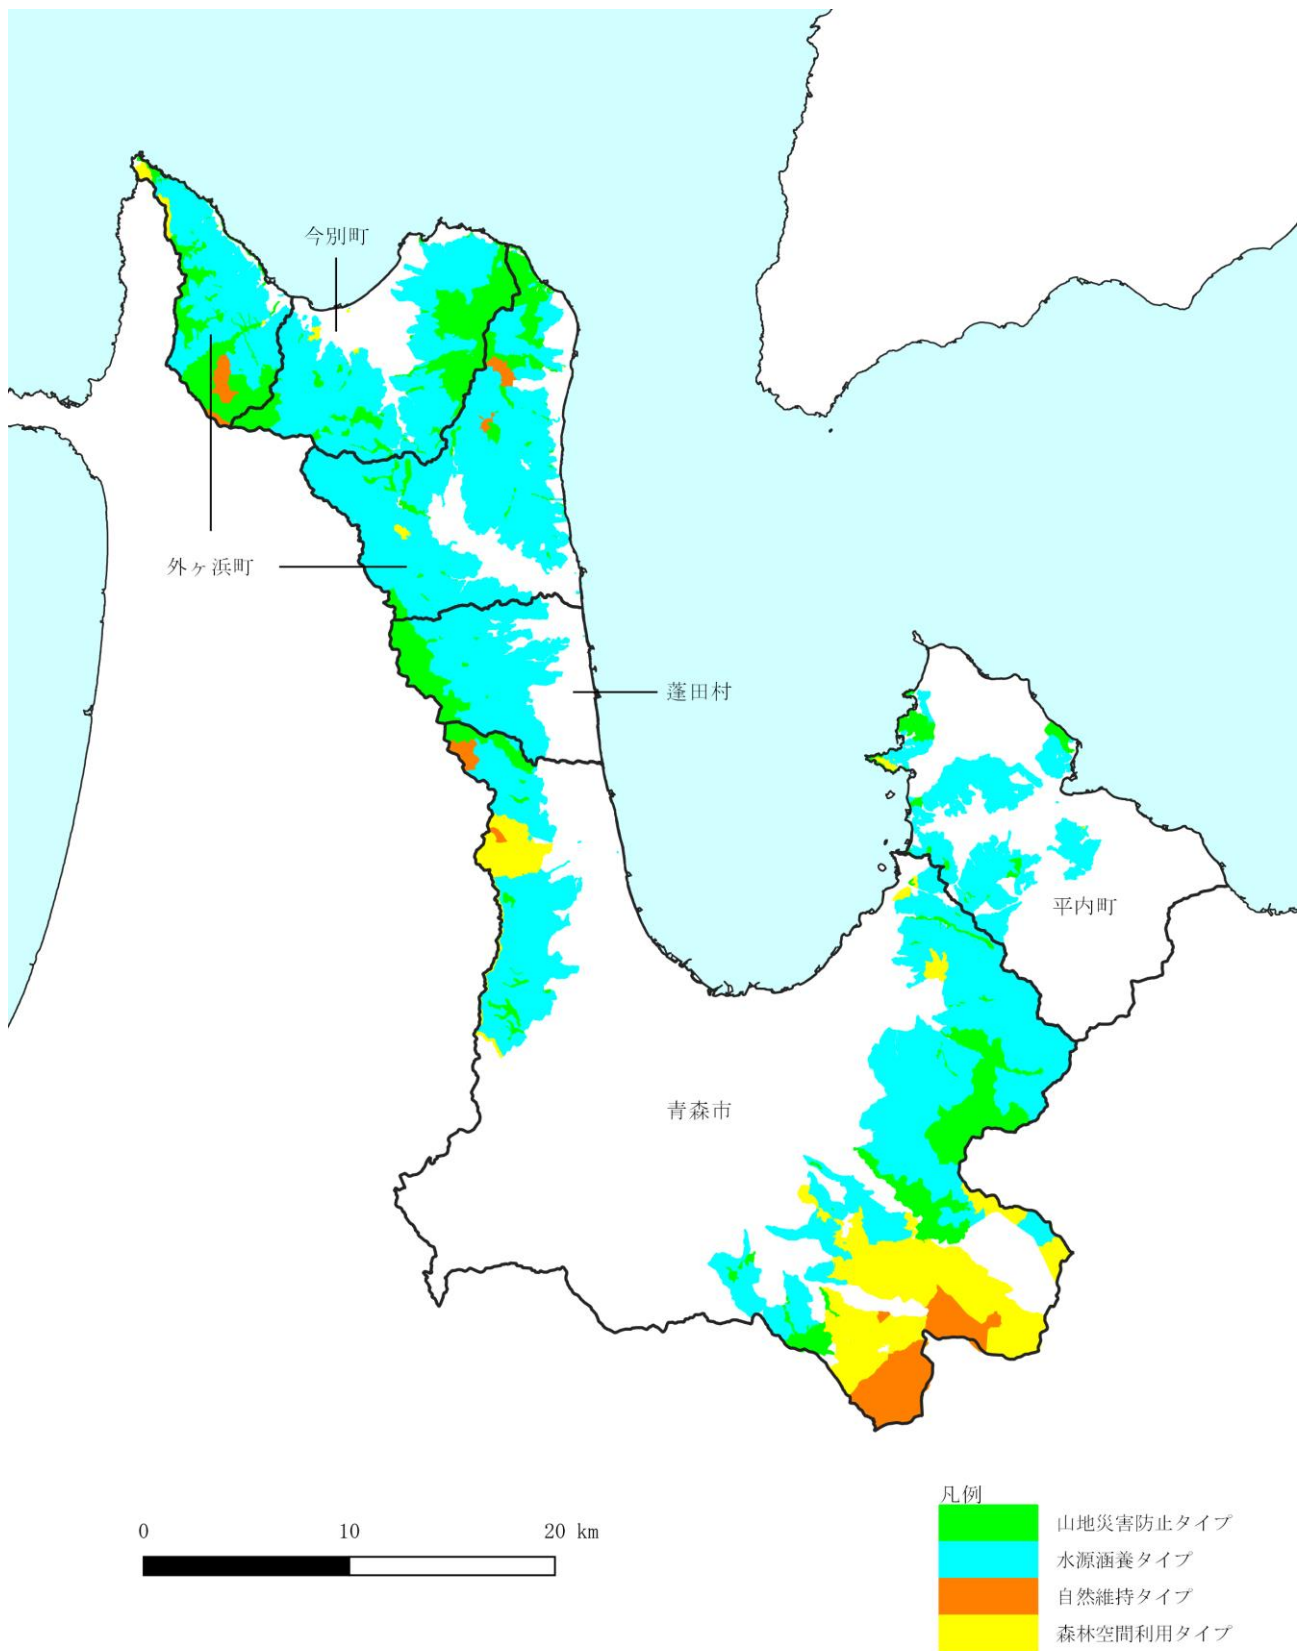 今別町
外ヶ浜町
蓬田村
平内町
青森市
凡例
山地災害防止タイプ
水源涵養タイプ
自然維持タイプ
森林空間利用タイプ
0 10 20 km